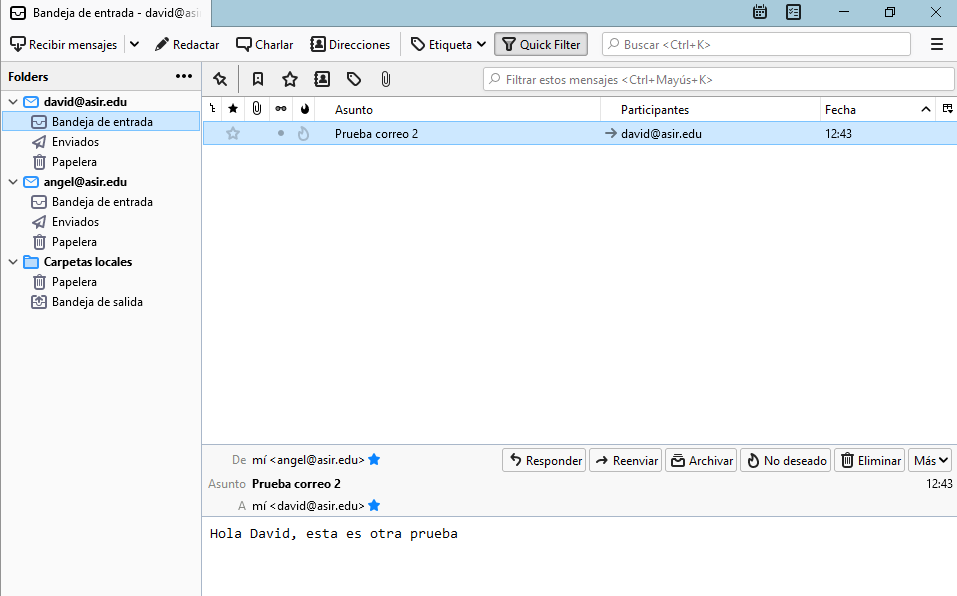 Bandeja de entrada - david@asi
Recibir mensajes Redactar Charlar Direcciones Etiqueta Quick Filter Buscar <Ctrl+K>
Folders
Filtrar estos mensajes <Ctrl+Mayús+K>
david@asir.edu
Bandeja de entrada
Enviados
Papelera
angel@asir.edu
Bandeja de entrada
Enviados
Papelera
Carpetas locales
Papelera
Bandeja de salida
Asunto Participantes Fecha
Prueba correo 2 david@asir.edu 12:43
De mí <angel@asir.edu> Responder Reenviar Archivar No deseado Eliminar Más
Asunto Prueba correo 2 12:43
A mí <david@asir.edu>
Hola David, esta es otra prueba